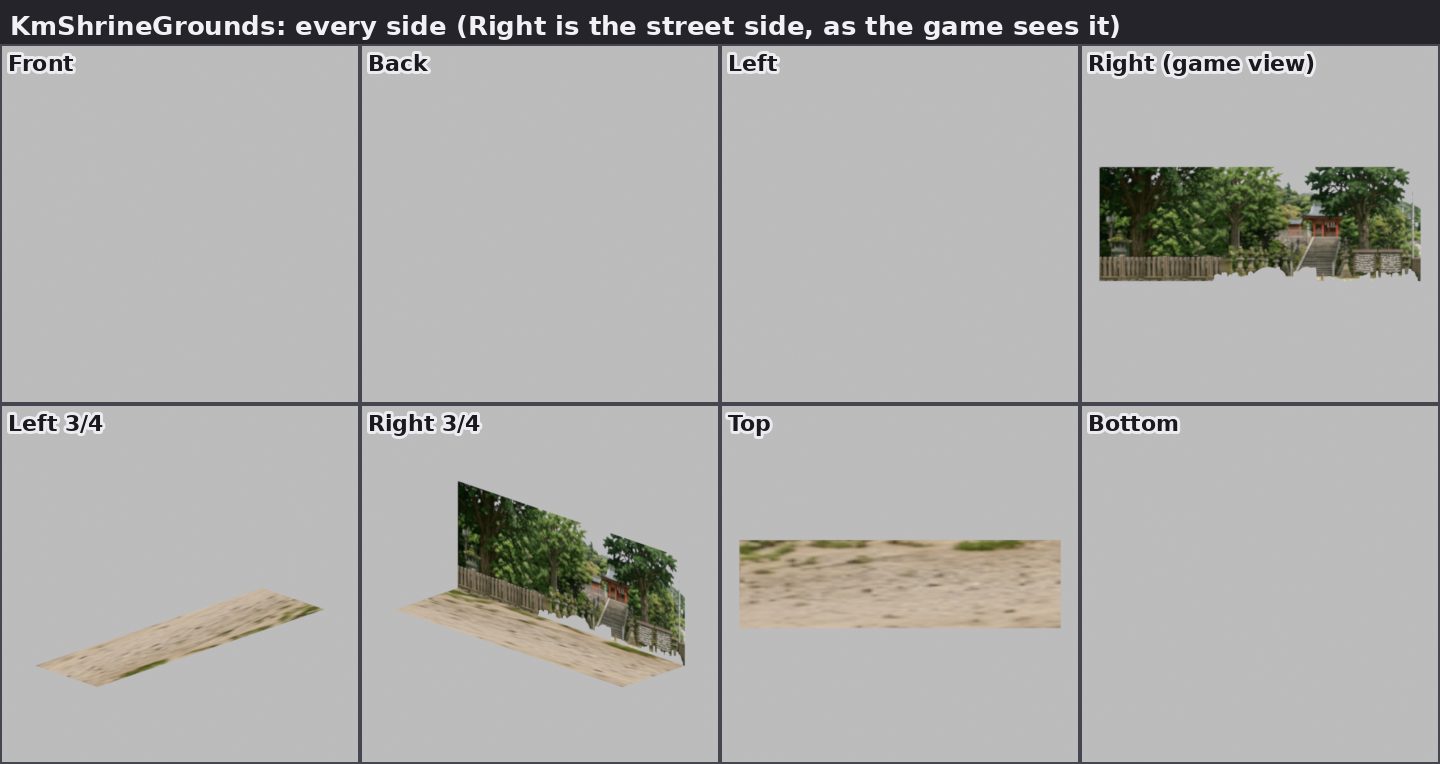 KmShrineGrounds: every side (Right is the street side, as the game sees it)
Front
Back
Left
Right (game view)
Left 3/4
Right 3/4
Top
Bottom